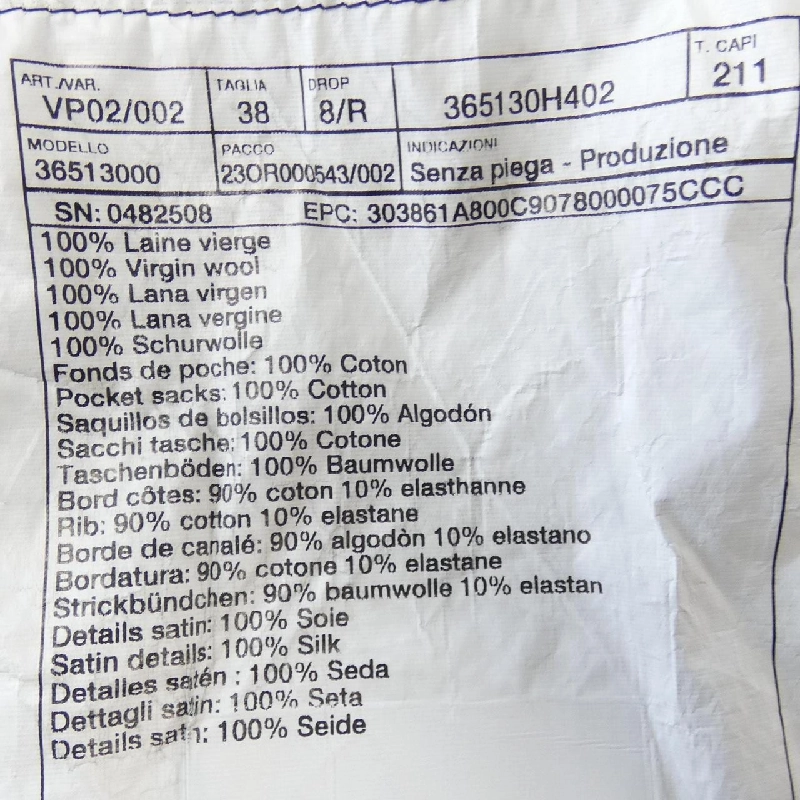 ART./VAR. TAGLIA DROP T. CAPI
VP02/002 38 8/R 365130H402 211
MODELLO PACCO INDICAZIONI
36513000 23OR000543/002 Senza piega - Produzione
SN: 0482508 EPC: 303861A800C9078000075CCC
100% Laine vierge
100% Virgin wool
100% Lana virgen
100% Lana vergine
100% Schurwolle
Fonds de poche: 100% Coton
Pocket sacks: 100% Cotton
Saquillos de bolsillos: 100% Algodón
Sacchi tasche: 100% Cotone
Taschenböden: 100% Baumwolle
Bord côtes: 90% coton 10% elasthanne
Rib: 90% cotton 10% elastane
Borde de canalé: 90% algodòn 10% elastano
Bordatura: 90% cotone 10% elastane
Strickbündchen: 90% baumwolle 10% elastan
Details satin: 100% Soie
Satin details: 100% Silk
Detalles satén : 100% Seda
Dettagli satin: 100% Seta
Details satin: 100% Seide